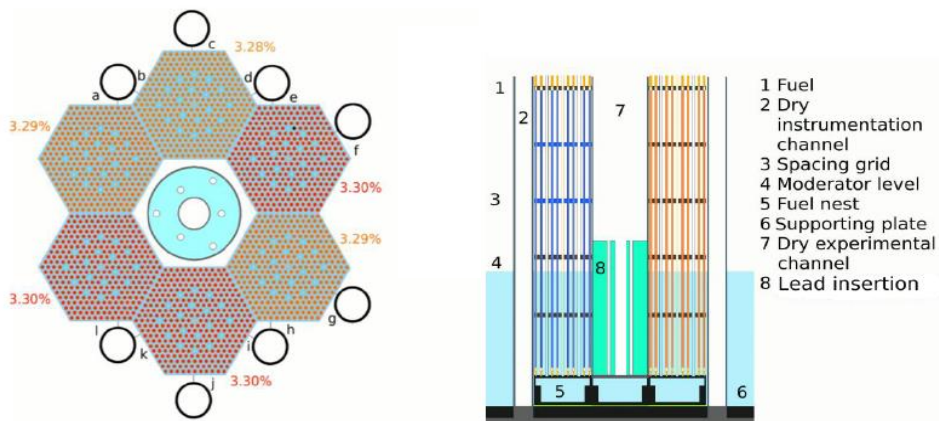 c
3.28%
b
d
a
e
3.29%
f
3.30%
3.29%
3.30%
l
h
g
k
i
j
3.30%
1
2
7
3
4
8
5
6
1 Fuel
2 Dry
instrumentation
channel
3 Spacing grid
4 Moderator level
5 Fuel nest
6 Supporting plate
7 Dry experimental
channel
8 Lead insertion